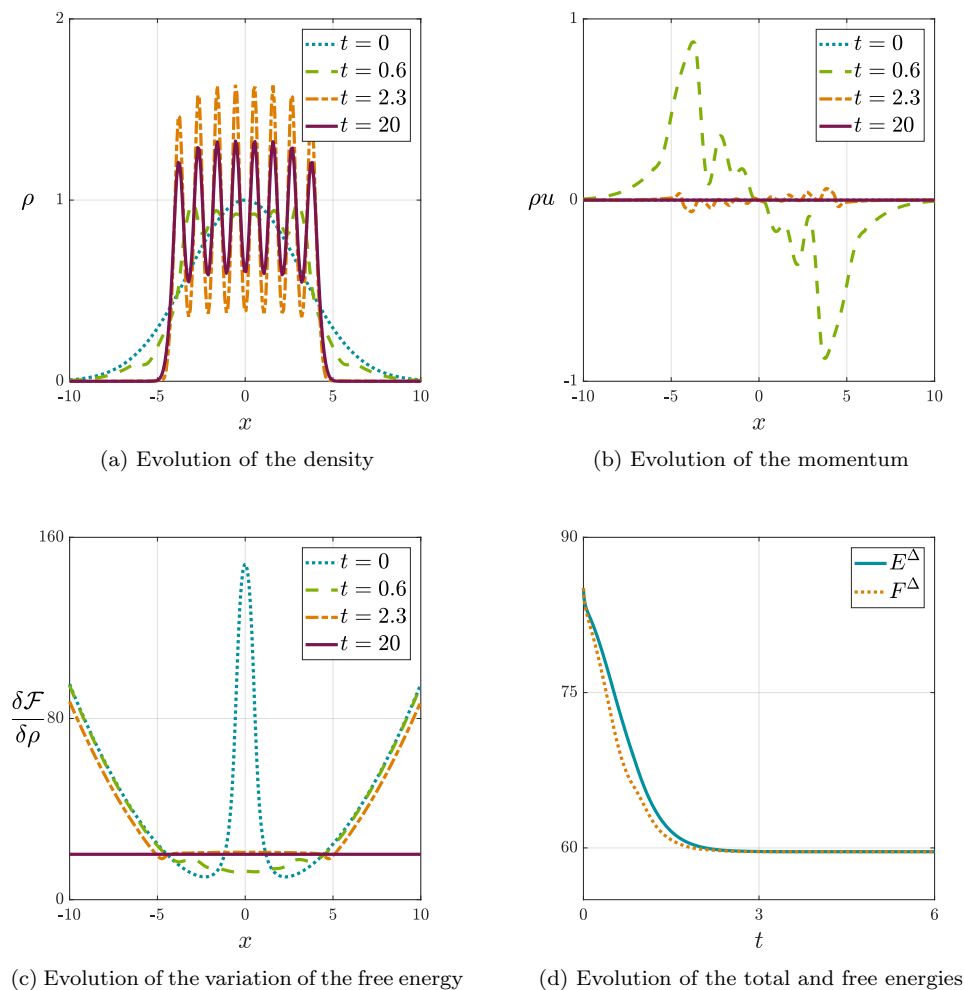 2
1
0
ρ
t = 0
t = 0.6
t = 2.3
t = 20
-10
-5
0
5
10
x
(a) Evolution of the density
1
0
-1
ρu
t = 0
t = 0.6
t = 2.3
t = 20
-10
-5
0
5
10
x
(b) Evolution of the momentum
160
80
0
δℱ
δρ
t = 0
t = 0.6
t = 2.3
t = 20
-10
-5
0
5
10
x
(c) Evolution of the variation of the free energy
90
75
60
E^Δ
F^Δ
0
3
6
t
(d) Evolution of the total and free energies